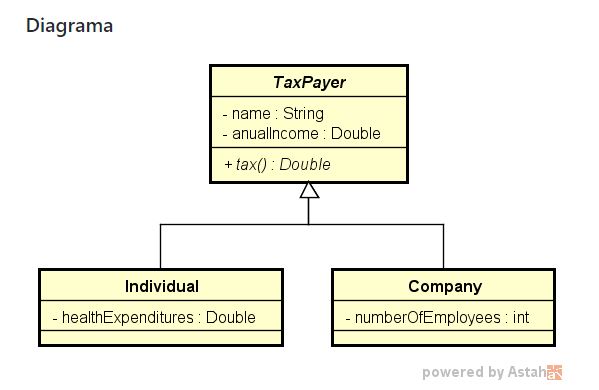 Diagrama
TaxPayer
- name : String
- anualIncome : Double
+ tax() : Double
Individual
- healthExpenditures : Double
Company
- numberOfEmployees : int
powered by Astah